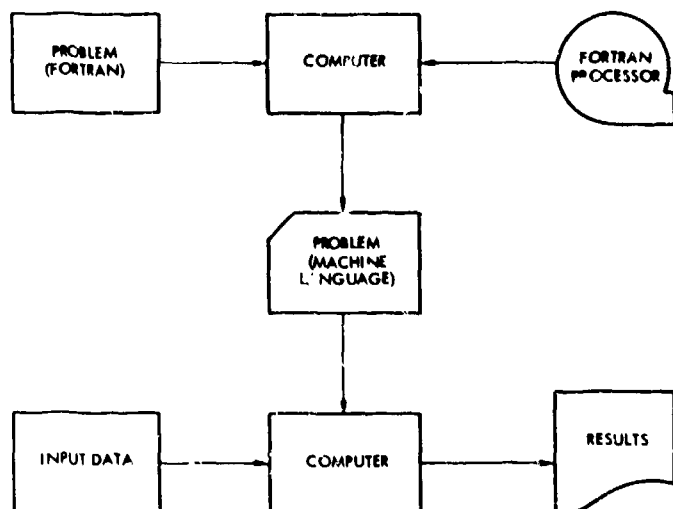 PROBLEM
(FORTRAN)
COMPUTER
FORTRAN
PROCESSOR
PROBLEM
(MACHINE
LANGUAGE)
INPUT DATA
COMPUTER
RESULTS